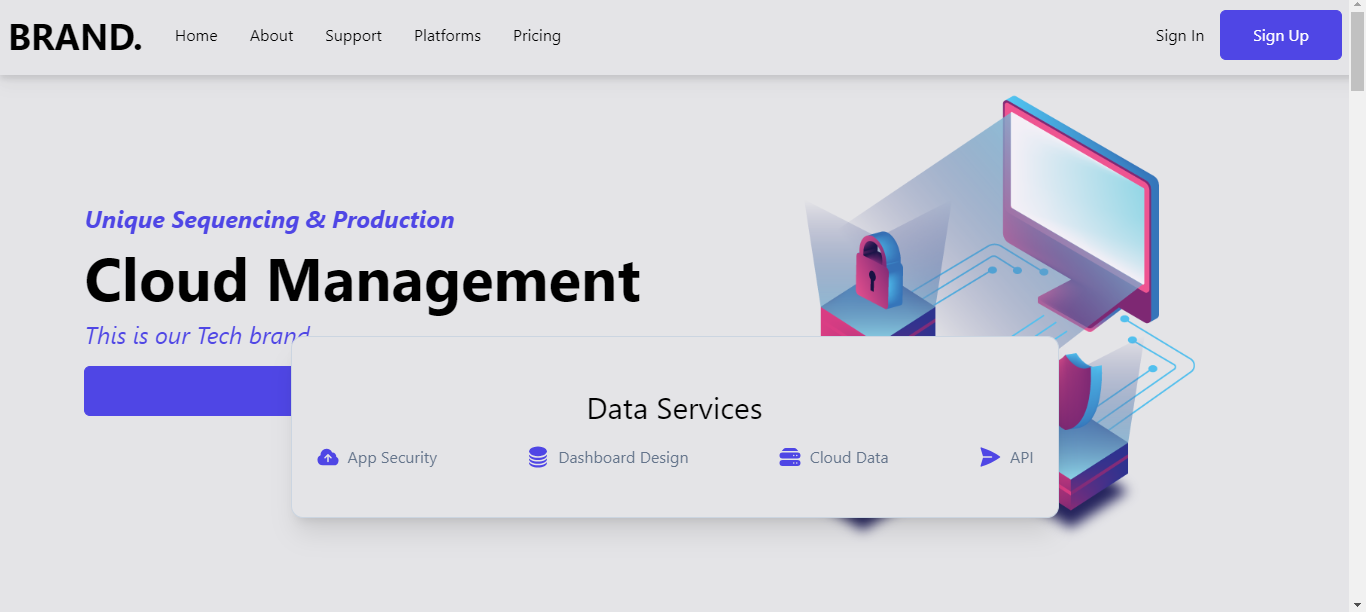 BRAND. Home About Support Platforms Pricing Sign In Sign Up
Unique Sequencing & Production
Cloud Management
This is our Tech brand
Data Services
App Security Dashboard Design Cloud Data API